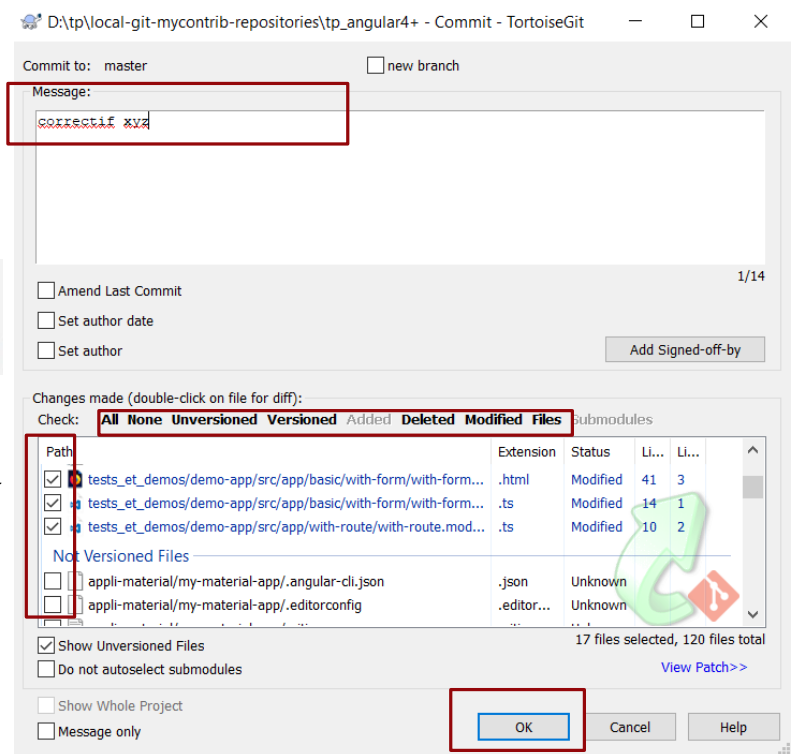 D:\tp\local-git-mycontrib-repositories\tp_angular4+ - Commit - TortoiseGit
Commit to: master new branch
Message:
correctif xyz
1/14
Amend Last Commit
Set author date
Set author
Add Signed-off-by
Changes made (double-click on file for diff):
Check: All None Unversioned Versioned Added Deleted Modified Files Submodules
Path Extension Status Li... Li...
tests_et_demos/demo-app/src/app/basic/with-form/with-form... .html Modified 41 3
tests_et_demos/demo-app/src/app/basic/with-form/with-form... .ts Modified 14 1
tests_et_demos/demo-app/src/app/with-route/with-route.mod... .ts Modified 10 2
Not Versioned Files
appli-material/my-material-app/.angular-cli.json .json Unknown
appli-material/my-material-app/.editorconfig .editor... Unknown
Show Unversioned Files
17 files selected, 120 files total
Do not autoselect submodules
View Patch>>
Show Whole Project
Message only
OK Cancel Help